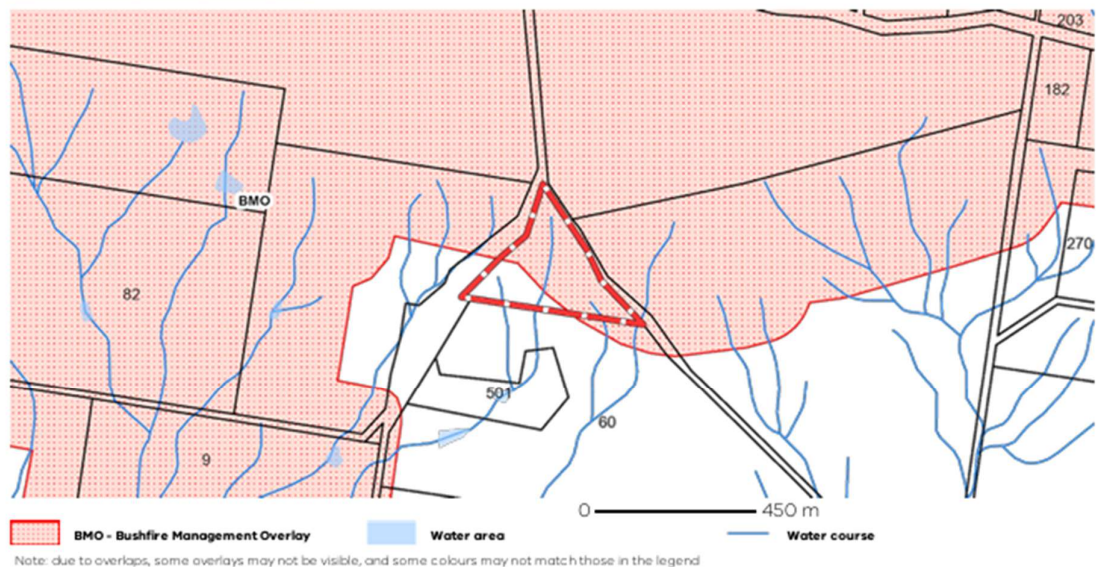 203
182
BMO
270
82
501
60
9
0 450 m
BMO - Bushfire Management Overlay Water area Water course
Note: due to overlaps, some overlays may not be visible, and some colours may not match those in the legend